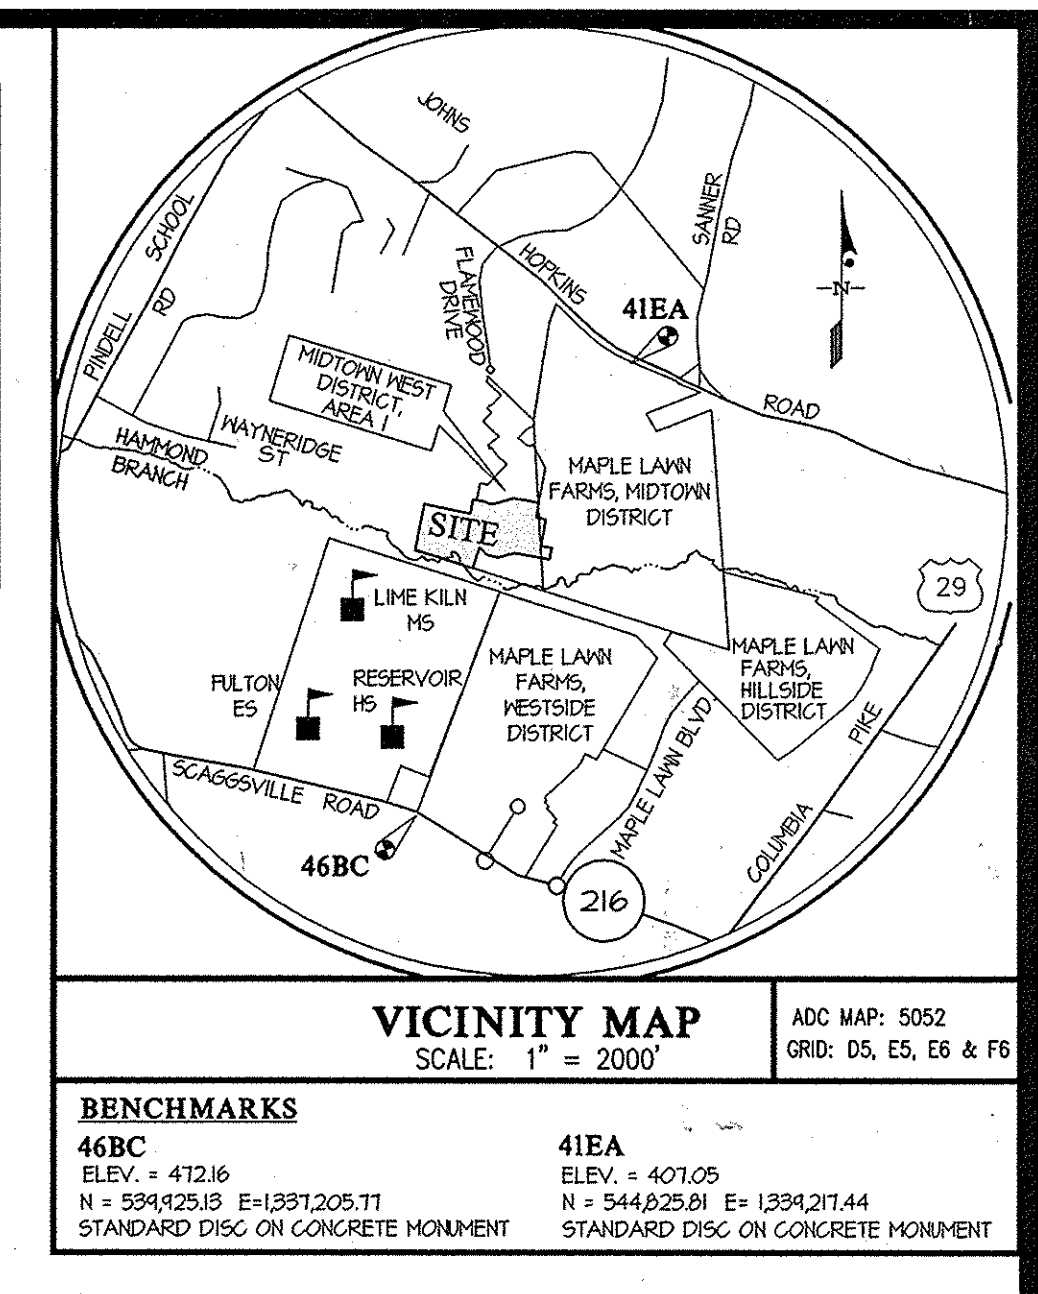 JOHNS
HOPKINS
ROAD
SANNER
RD
PINDELL SCHOOL
RD
FLAMEWOOD
DRIVE
41EA
N
MIDTOWN WEST
DISTRICT,
AREA 1
WAYNERIDGE
ST
HAMMOND
BRANCH
MAPLE LAWN
FARMS, MIDTOWN
DISTRICT
SITE
29
LIME KILN
MS
FULTON
ES
RESERVOIR
HS
MAPLE LAWN
FARMS,
WESTSIDE
DISTRICT
MAPLE LAWN
FARMS,
HILLSIDE
DISTRICT
MAPLE LAWN BLVD.
COLUMBIA PIKE
SCAGGSVILLE ROAD
46BC
216
VICINITY MAP
SCALE: 1" = 2000'
ADC MAP: 5052
GRID: D5, E5, E6 & F6
BENCHMARKS
46BC
ELEV. = 472.16
N = 539,925.13 E=1,337,205.77
STANDARD DISC ON CONCRETE MONUMENT
41EA
ELEV. = 407.05
N = 544,825.81 E= 1,339,217.44
STANDARD DISC ON CONCRETE MONUMENT